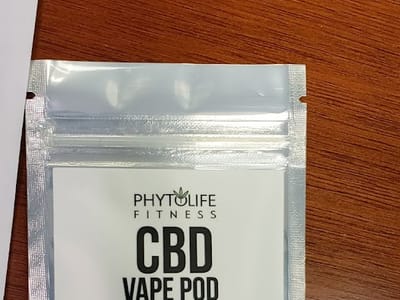 PHYTOLIFE
FITNESS
CBD
VAPE POD